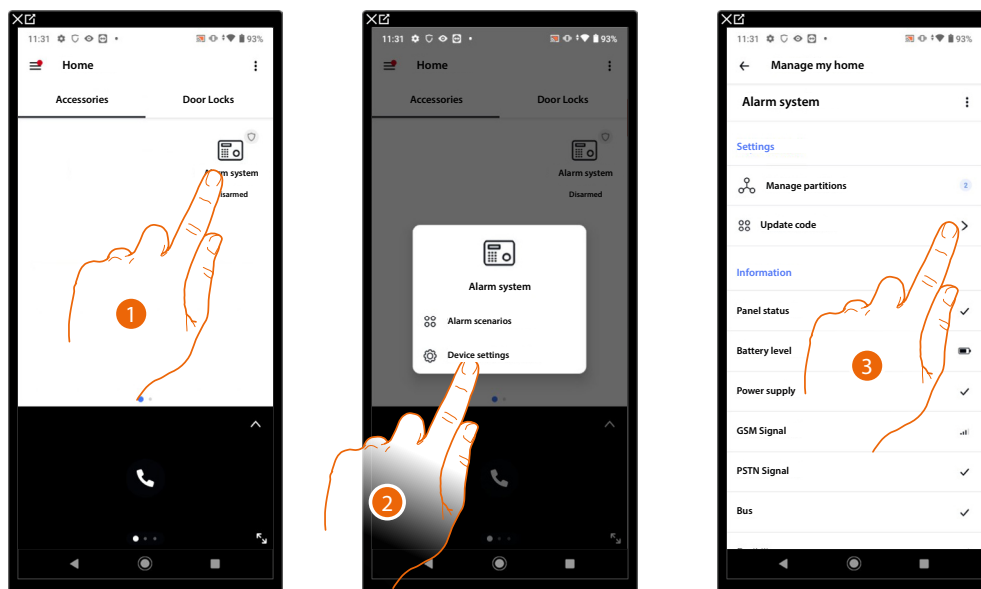 11:31
93%
Home
Accessories
Door Locks
Alarm system
Disarmed
1
11:31
93%
Home
Accessories
Door Locks
Alarm system
Disarmed
Alarm system
Alarm scenarios
Device settings
2
11:31
93%
Manage my home
Alarm system
Settings
Manage partitions
2
Update code
Information
Panel status
Battery level
3
Power supply
GSM Signal
PSTN Signal
Bus